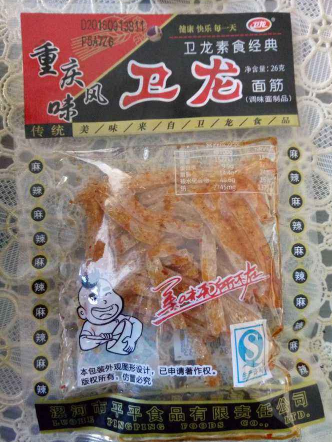 健康 快乐 每一天
卫龙
重庆风味
卫龙素食经典
净含量：26克
卫龙
面筋
（调味面制品）
传统
美味来自卫龙食品
麻辣麻辣麻辣
麻辣麻辣麻辣
本包装外观图形设计，
已申请著作权。
版权所有，仿冒必究。
漯河市平平食品有限责任公司
LUOHE PINGPING FOODS CO., LTD